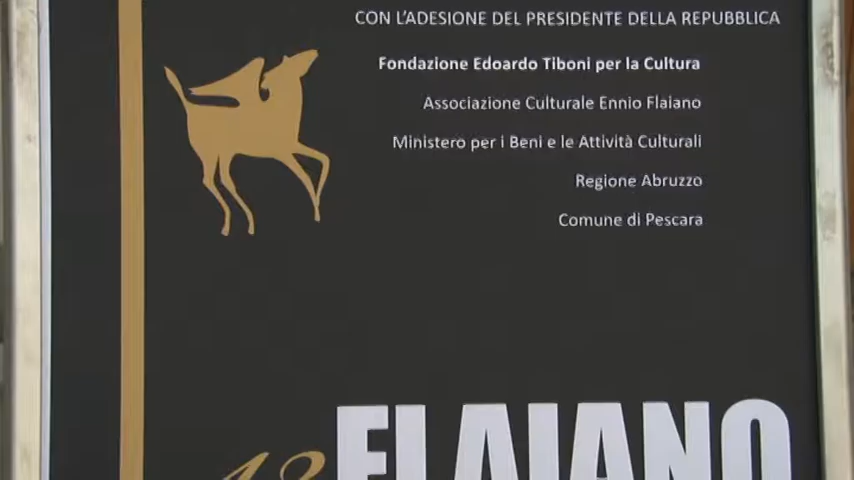 CON L'ADESIONE DEL PRESIDENTE DELLA REPUBBLICA
Fondazione Edoardo Tiboni per la Cultura
Associazione Culturale Ennio Flaiano
Ministero per i Beni e le Attività Culturali
Regione Abruzzo
Comune di Pescara
FLAIANO